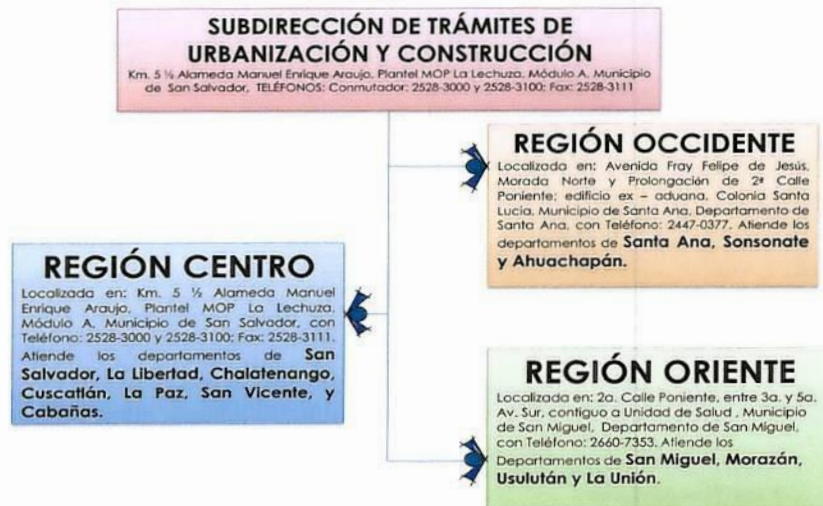 SUBDIRECCIÓN DE TRÁMITES DE
URBANIZACIÓN Y CONSTRUCCIÓN
Km. 5 ½ Alameda Manuel Enrique Araujo, Plantel MOP La Lechuza, Módulo A, Municipio
de San Salvador, TELÉFONOS: Conmutador: 2528-3000 y 2528-3100; Fax: 2528-3111
REGIÓN OCCIDENTE
Localizada en: Avenida Fray Felipe de Jesús,
Morada Norte y Prolongación de 2ª Calle
Poniente; edificio ex – aduana, Colonia Santa
Lucia, Municipio de Santa Ana, Departamento de
Santa Ana, con Teléfono: 2447-0377. Atiende los
departamentos de Santa Ana, Sonsonate
y Ahuachapán.
REGIÓN CENTRO
Localizada en: Km. 5 ½ Alameda Manuel
Enrique Araujo, Plantel MOP La Lechuza,
Módulo A, Municipio de San Salvador, con
Teléfono: 2528-3000 y 2528-3100; Fax: 2528-3111.
Atiende los departamentos de San
Salvador, La Libertad, Chalatenango,
Cuscatlán, La Paz, San Vicente, y
Cabañas.
REGIÓN ORIENTE
Localizada en: 2a. Calle Poniente, entre 3a. y 5a.
Av. Sur, contiguo a Unidad de Salud , Municipio
de San Miguel, Departamento de San Miguel,
con Teléfono: 2660-7353. Atiende los
Departamentos de San Miguel, Morazán,
Usulután y La Unión.